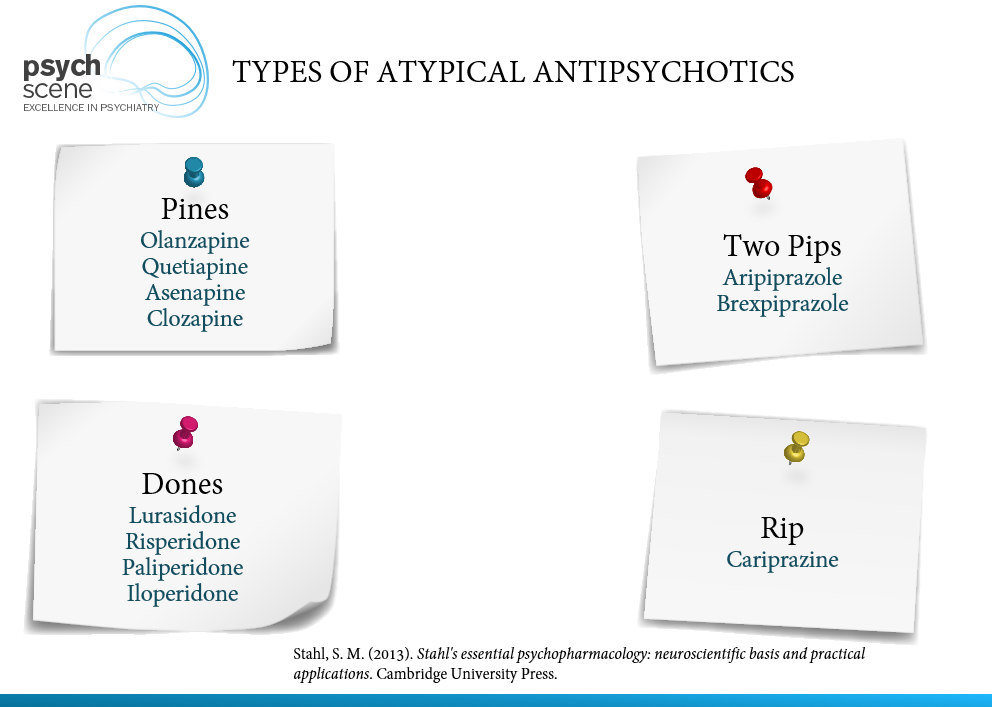 psych
scene
EXCELLENCE IN PSYCHIATRY
TYPES OF ATYPICAL ANTIPSYCHOTICS
Pines
Olanzapine
Quetiapine
Asenapine
Clozapine
Two Pips
Aripiprazole
Brexpiprazole
Dones
Lurasidone
Risperidone
Paliperidone
Iloperidone
Rip
Cariprazine
Stahl, S. M. (2013). Stahl's essential psychopharmacology: neuroscientific basis and practical
applications. Cambridge University Press.